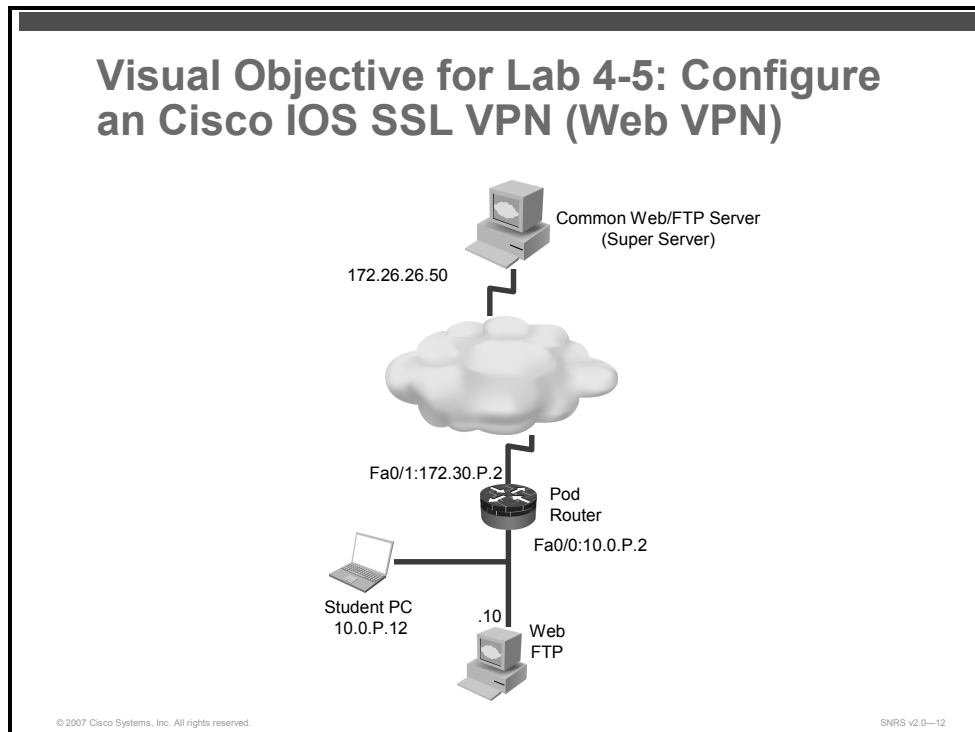 Visual Objective for Lab 4-5: Configure
an Cisco IOS SSL VPN (Web VPN)
Common Web/FTP Server
(Super Server)
172.26.26.50
Fa0/1:172.30.P.2
Pod
Router
Fa0/0:10.0.P.2
Student PC
10.0.P.12
.10
Web
FTP
© 2007 Cisco Systems, Inc. All rights reserved.
SNRS v2.0—12